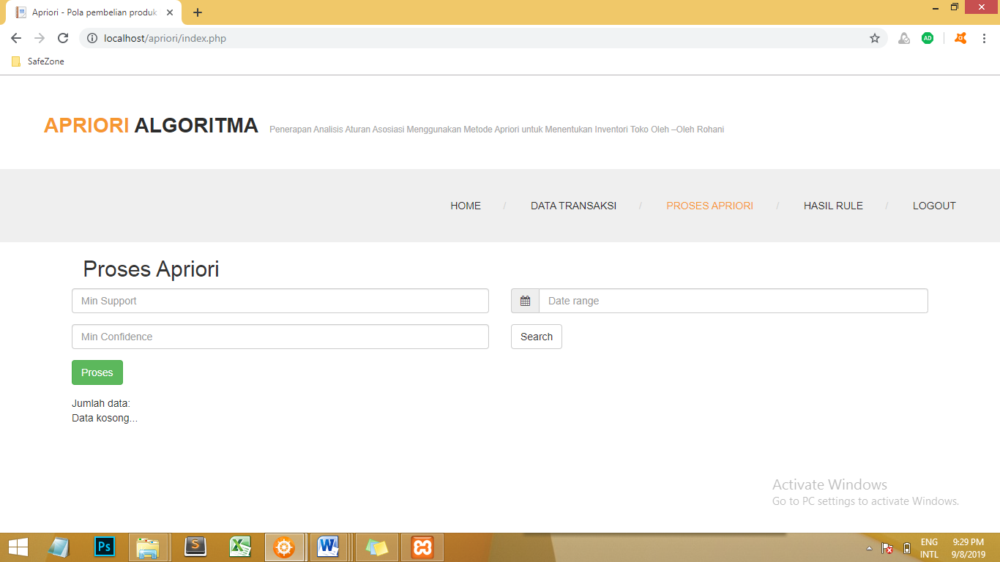 Apriori - Pola pembelian produk
localhost/apriori/index.php
AD
SafeZone
APRIORI ALGORITMA Penerapan Analisis Aturan Asosiasi Menggunakan Metode Apriori untuk Menentukan Inventori Toko Oleh –Oleh Rohani
HOME / DATA TRANSAKSI / PROSES APRIORI / HASIL RULE / LOGOUT
Proses Apriori
Min Support
Date range
Min Confidence
Search
Proses
Jumlah data:
Data kosong...
Activate Windows
Go to PC settings to activate Windows.
Ps
S
X
W
ENG
INTL
9:29 PM
9/8/2019